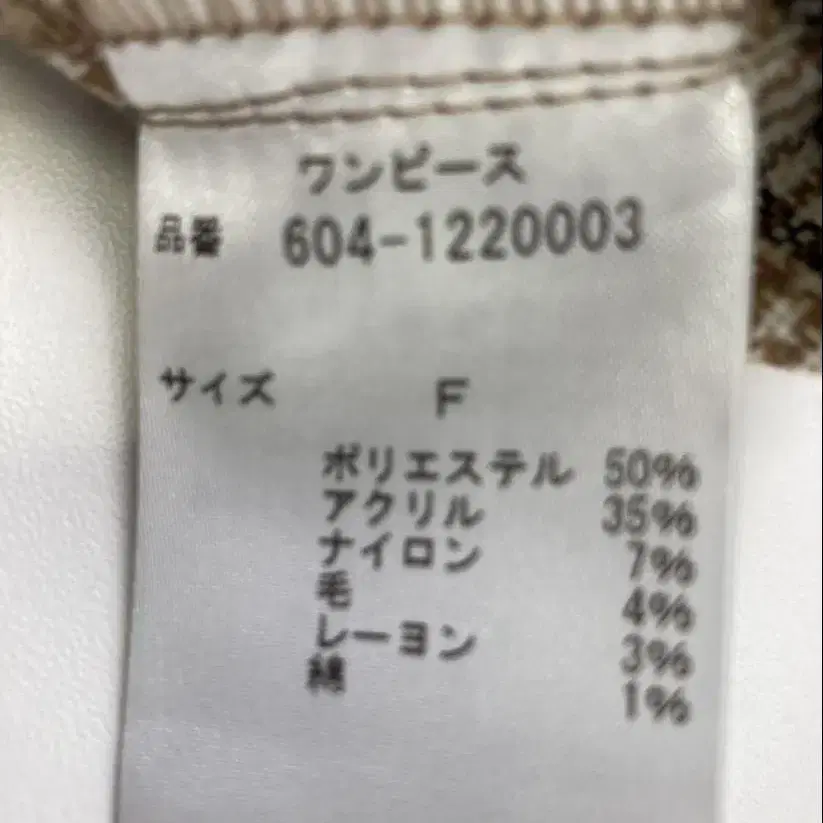 ワンピース
品番 604-1220003
サイズ F
ポリエステル 50%
アクリル 35%
ナイロン 7%
毛 4%
レーヨン 3%
綿 1%